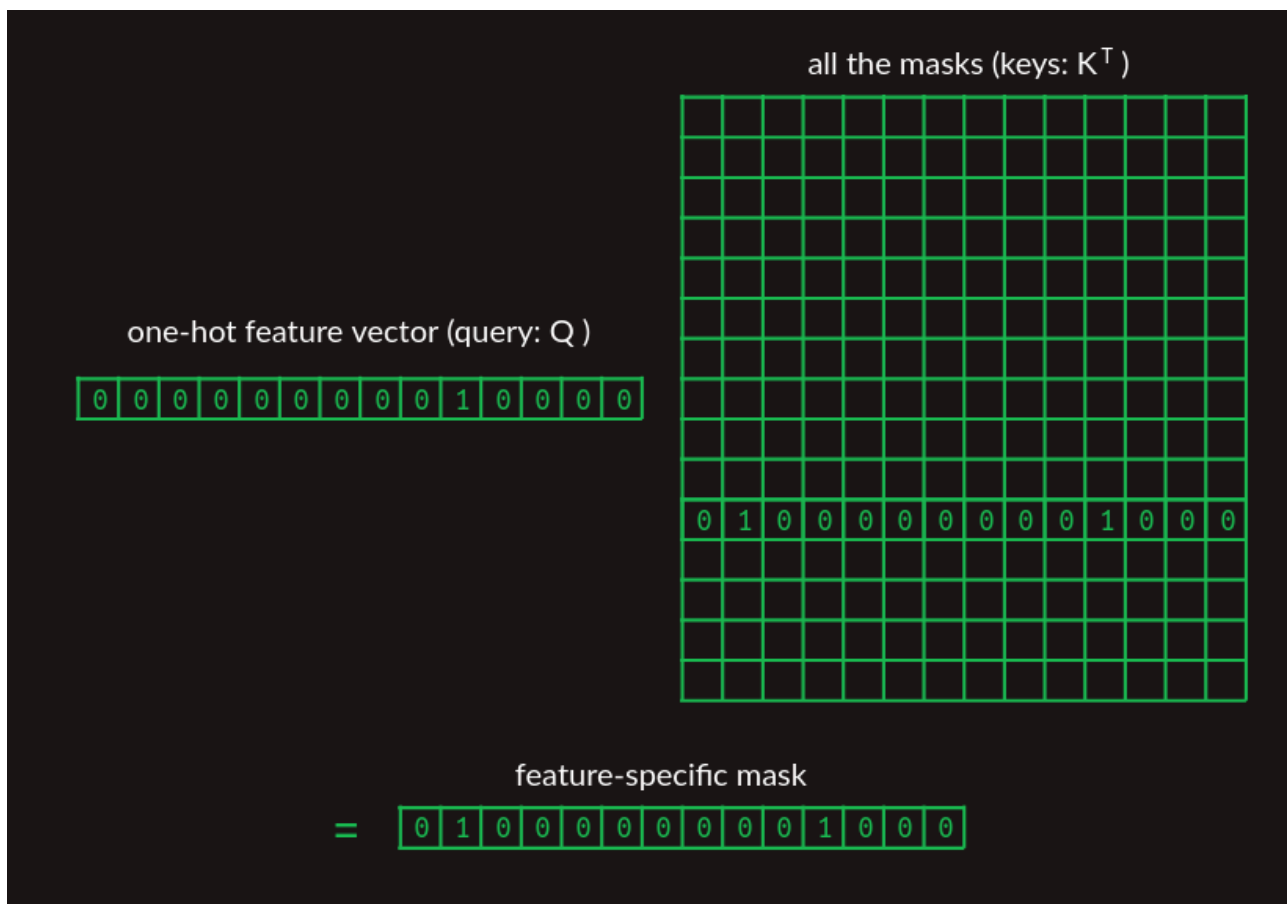 all the masks (keys: Kᵀ )
one-hot feature vector (query: Q )
0 0 0 0 0 0 0 0 0 1 0 0 0 0
0 1 0 0 0 0 0 0 0 0 1 0 0 0
feature-specific mask
= 0 1 0 0 0 0 0 0 0 0 1 0 0 0